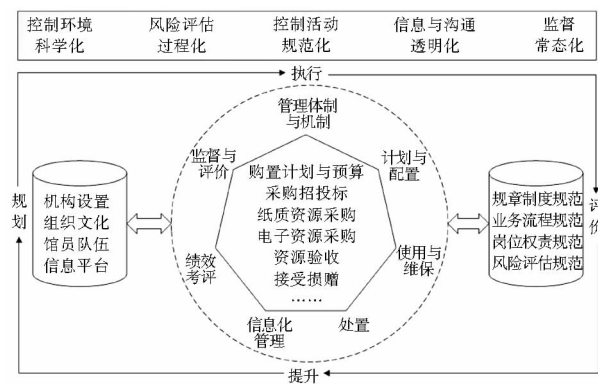 控制环境 风险评估 控制活动 信息与沟通 监督
科学化 过程化 规范化 透明化 常态化
执行
管理体制
与机制
监督与
评价
计划与
配置
购置计划与预算
采购招投标
纸质资源采购
电子资源采购
资源验收
接受损赠
……
规划
机构设置
组织文化
馆员队伍
信息平台
规章制度规范
业务流程规范
岗位权责规范
风险评估规范
评价
绩效
考评
使用与
维保
信息化
管理
处置
提升